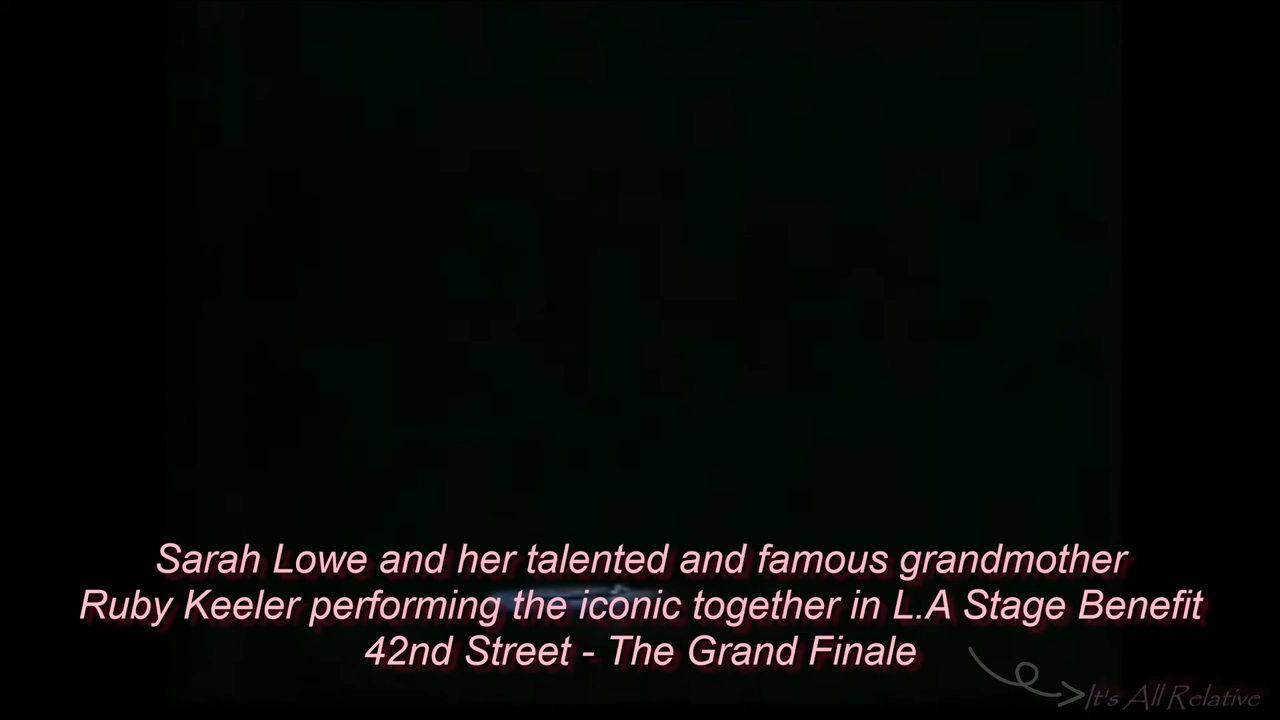 Sarah Lowe and her talented and famous grandmother
Ruby Keeler performing the iconic together in L.A Stage Benefit
42nd Street - The Grand Finale
It's All Relative